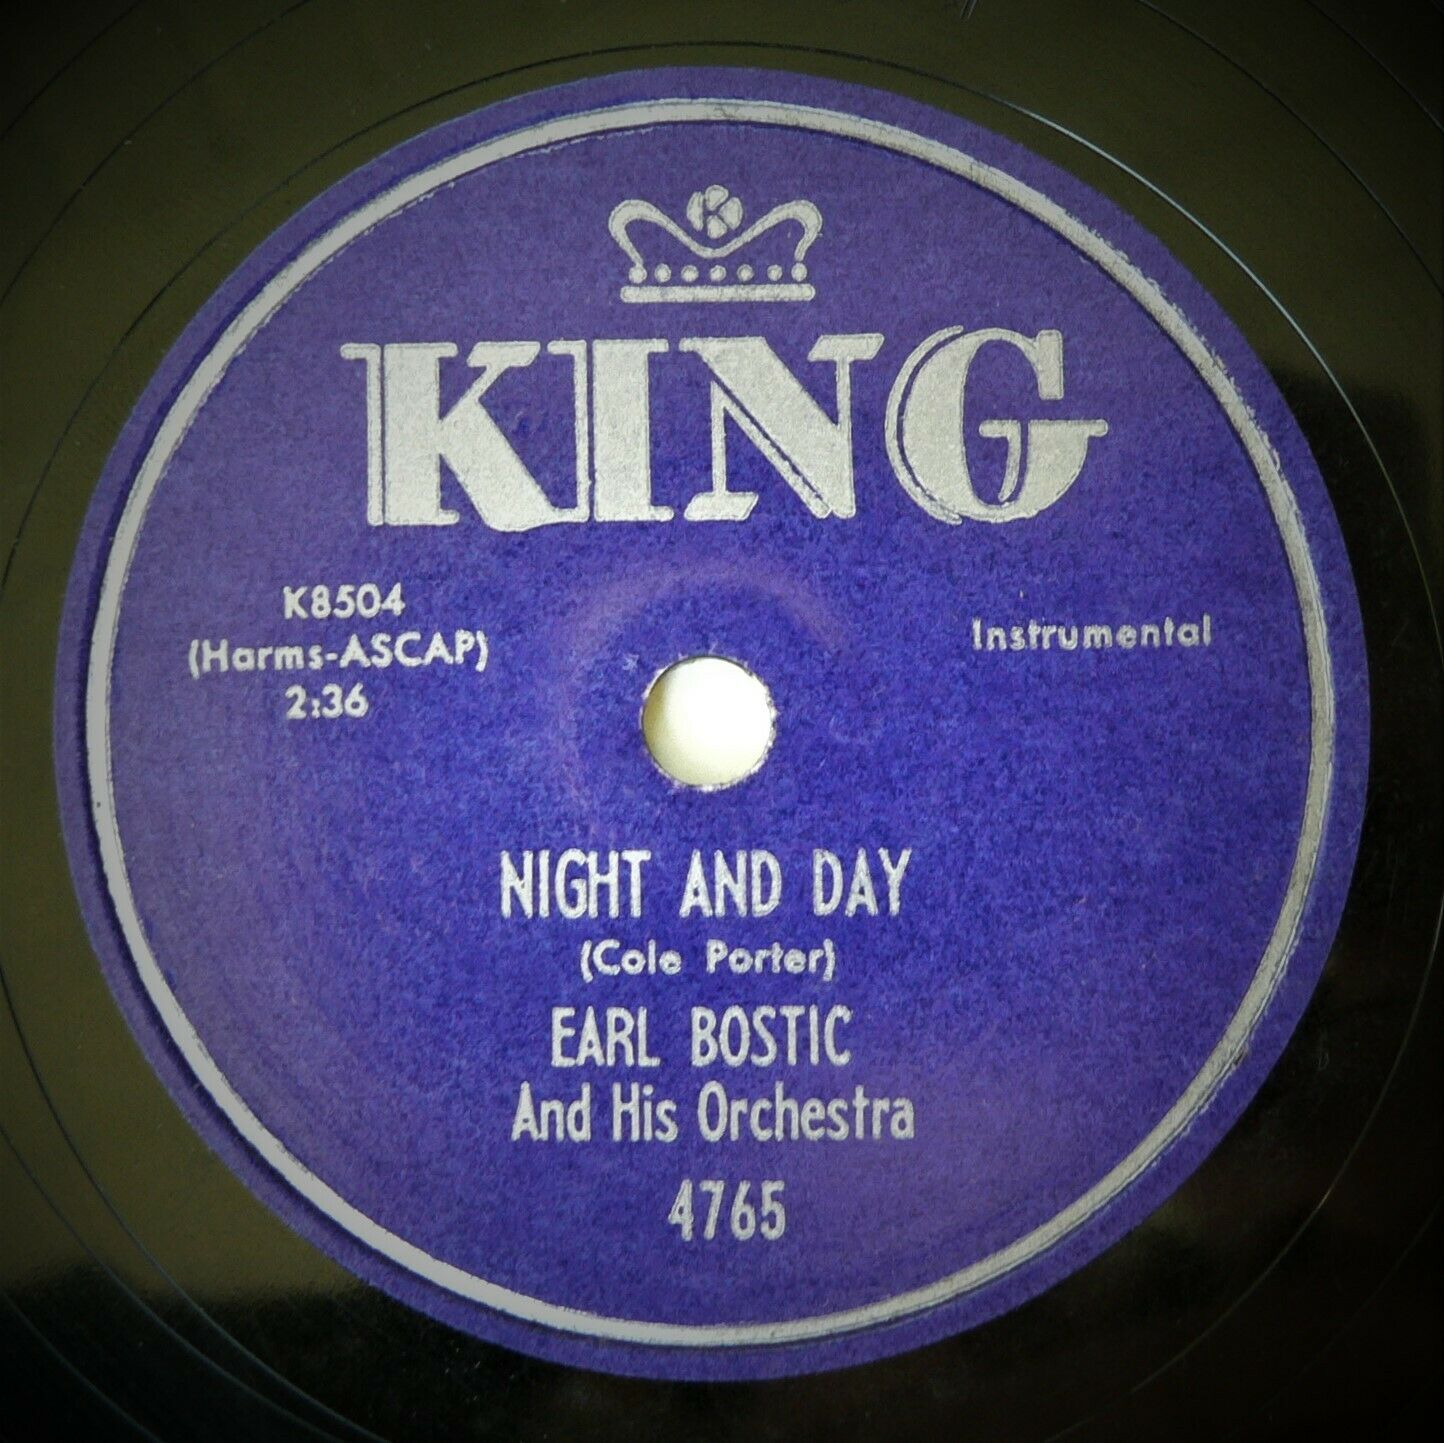 K
KING
K8504
(Harms-ASCAP)
2:36
Instrumental
NIGHT AND DAY
(Cole Porter)
EARL BOSTIC
And His Orchestra
4765